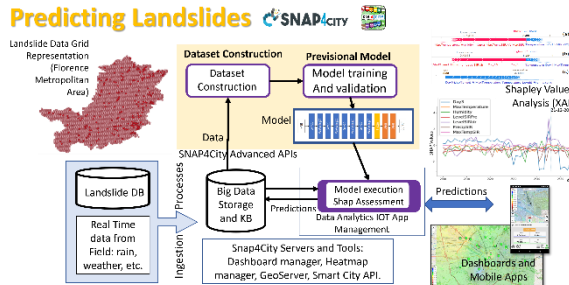 Predicting Landslides
SNAP4CITY
Landslide Data Grid
Representation
(Florence
Metropolitan
Area)
Dataset Construction
Previsional Model
Dataset
Construction
Model training
And validation
Model
Data
SNAP4City Advanced APIs
Shapley Value
Analysis (XAI
Landslide DB
Real Time
data from
Field: rain,
weather, etc.
Ingestion Processes
Big Data
Storage
and KB
Model execution
Shap Assessment
Predictions
Data Analytics IOT App
Management
Predictions
Snap4City Servers and Tools:
Dashboard manager, Heatmap
manager, GeoServer, Smart City API.
Dashboards and
Mobile Apps